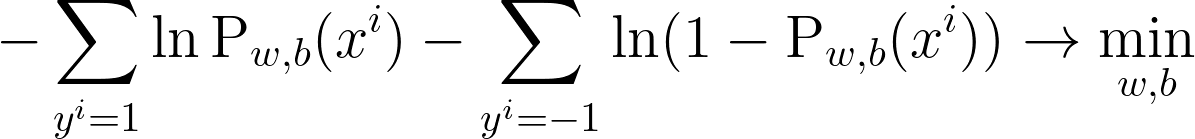 $$-\sum_{y^i=1} \ln \mathrm{P}_{w,b}(x^i) - \sum_{y^i=-1} \ln(1 - \mathrm{P}_{w,b}(x^i)) \to \min_{w,b}$$